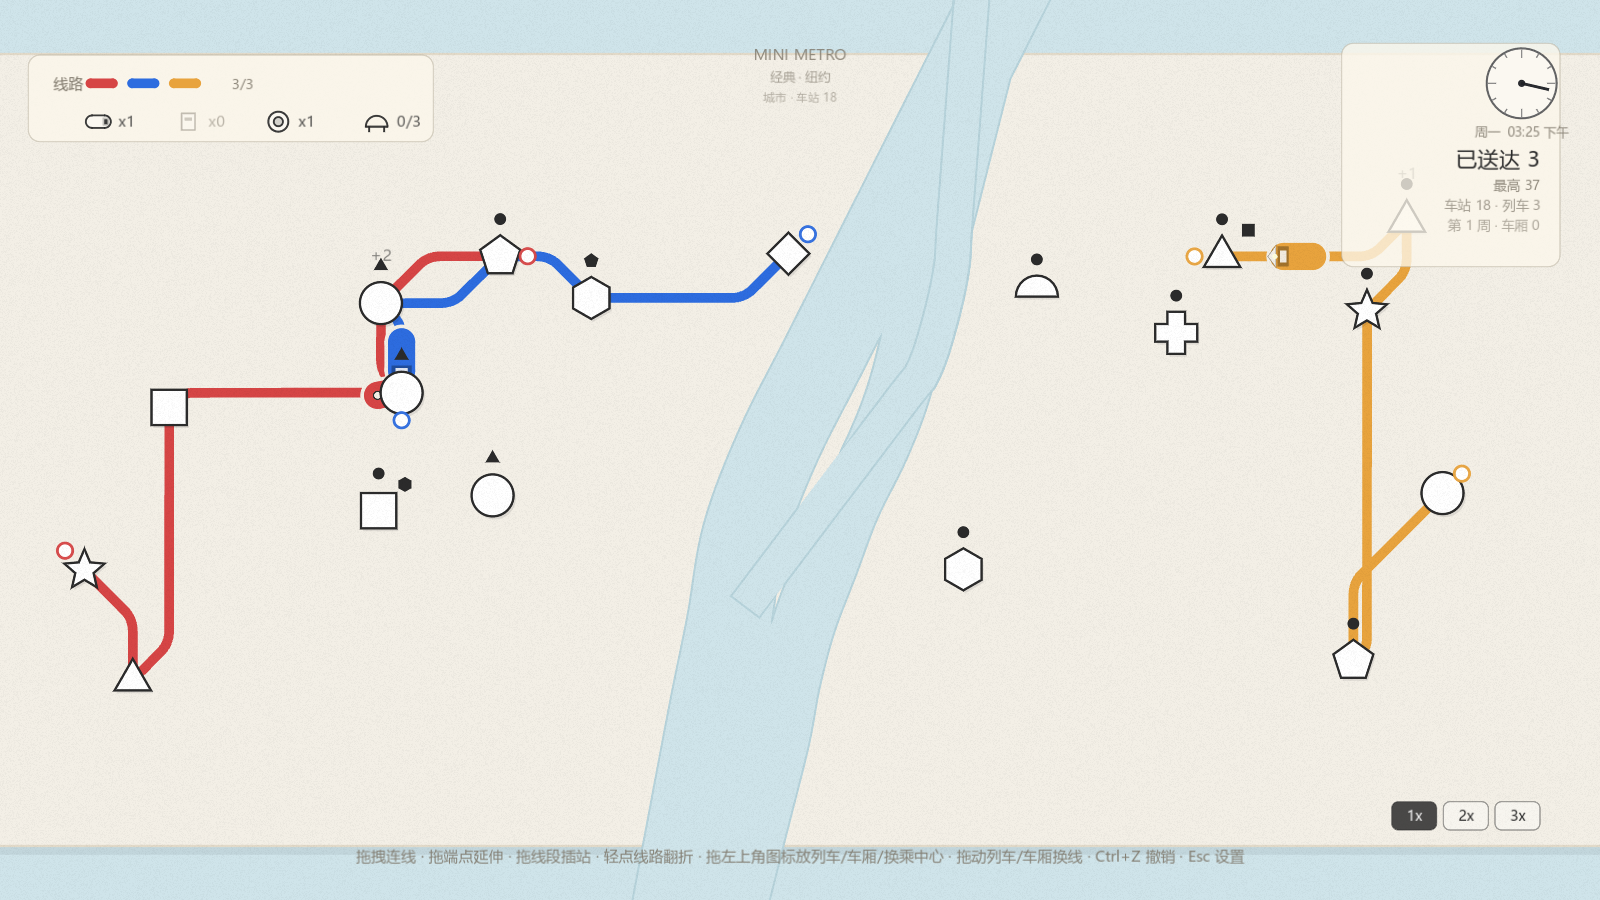 线路 3/3
x1 x0 x1 0/3
MINI METRO
经典 · 纽约
城市 · 车站 18
周一 03:25 下午
已送达 3
最高 37
车站 18 · 列车 3
第 1 周 · 车厢 0
+1
+2
1x 2x 3x
拖拽连线 · 拖端点延伸 · 拖线段插站 · 轻点线路翻折 · 拖左上角图标放列车/车厢/换乘中心 · 拖动列车/车厢换线 · Ctrl+Z 撤销 · Esc 设置